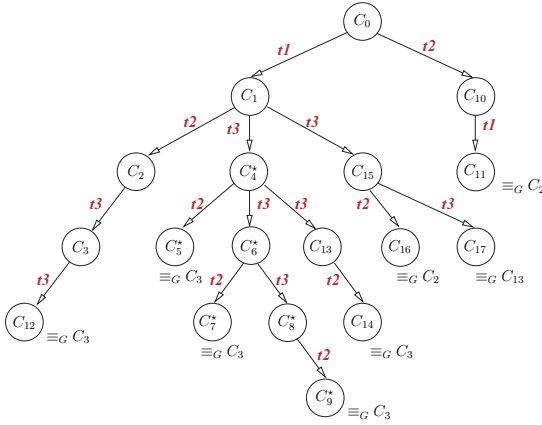 C₀
t1 t2
C₁ C₁₀
t2 t3 t3 t1
C₂ C₄* C₁₅ C₁₁ ≡G C₂
t3 t2 t3 t3 t2 t3
C₃ C₅* C₆* C₁₃ C₁₆ C₁₇
≡G C₃ ≡G C₂ ≡G C₁₃
t3 t2 t3 t2
C₁₂ ≡G C₃ C₇* C₈* C₁₄
≡G C₃ ≡G C₃
t2
C₉* ≡G C₃